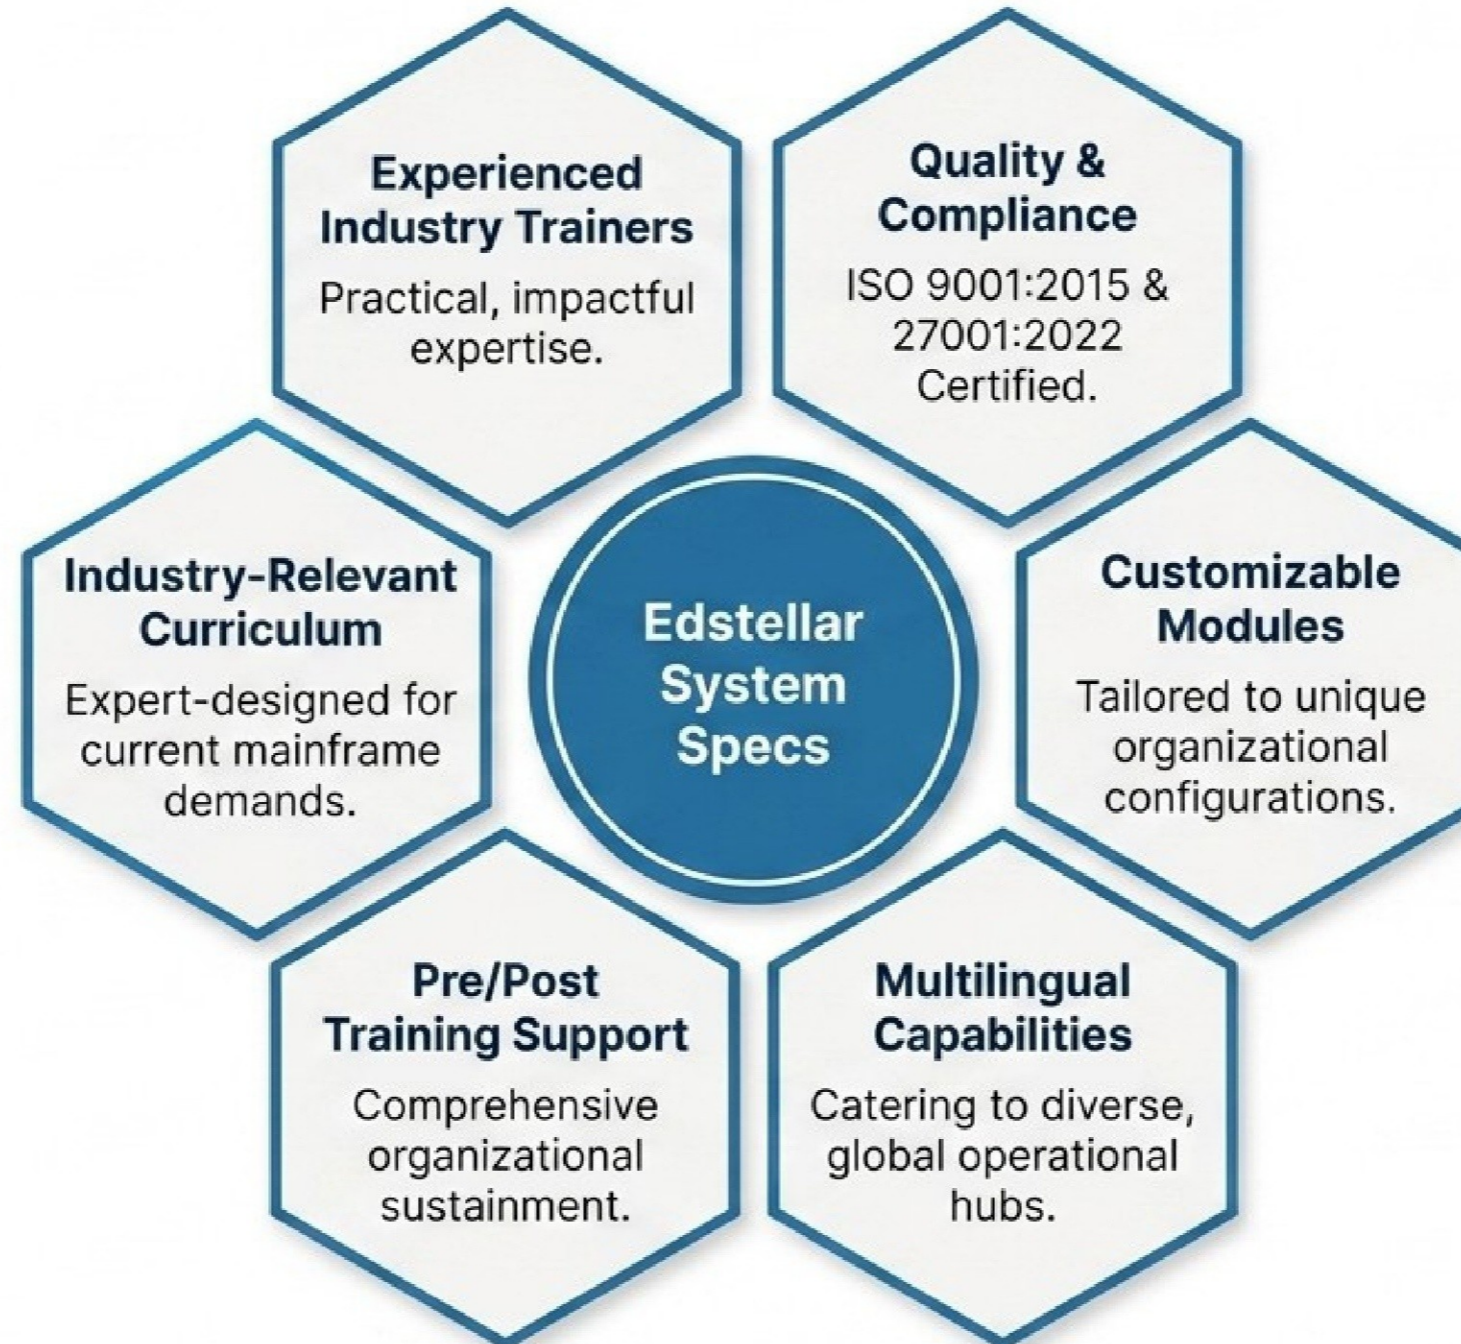 Experienced
Industry Trainers
Practical, impactful
expertise.
Quality &
Compliance
ISO 9001:2015 &
27001:2022
Certified.
Industry-Relevant
Curriculum
Expert-designed for
current mainframe
demands.
Edstellar
System
Specs
Customizable
Modules
Tailored to unique
organizational
configurations.
Pre/Post
Training Support
Comprehensive
organizational
sustainment.
Multilingual
Capabilities
Catering to diverse,
global operational
hubs.